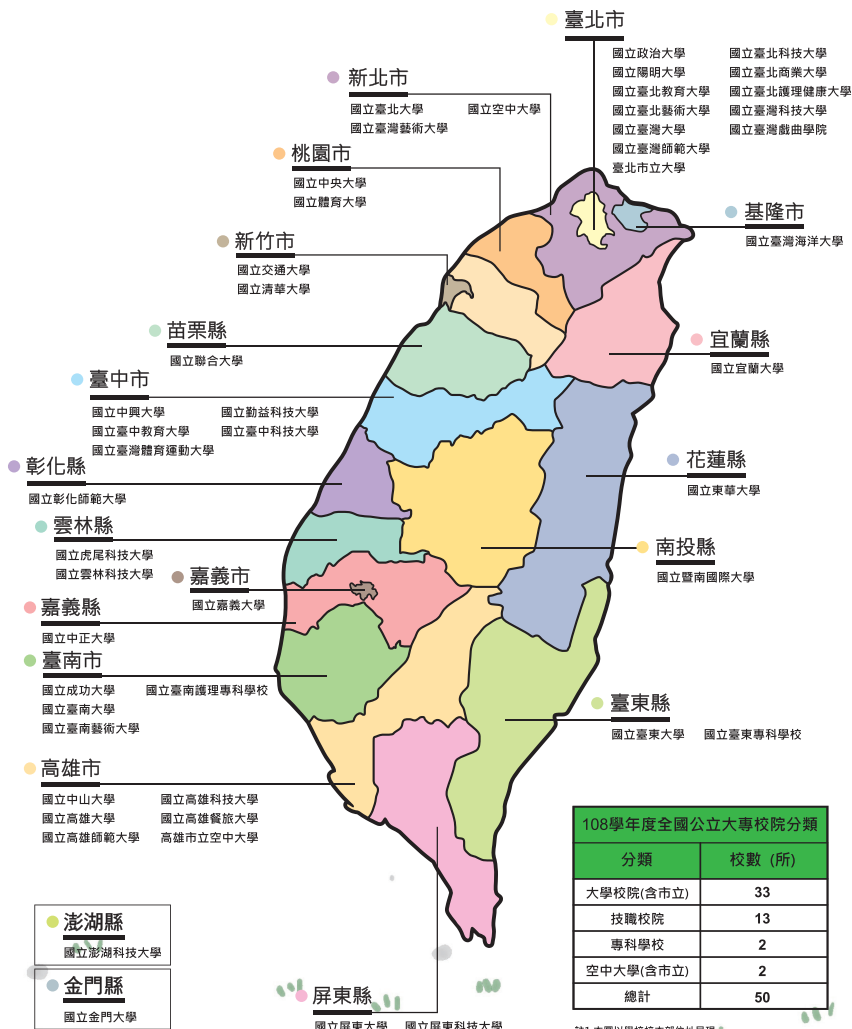 臺北市
國立政治大學 國立臺北科技大學
國立陽明大學 國立臺北商業大學
國立臺北教育大學 國立臺北護理健康大學
國立臺北藝術大學 國立臺灣科技大學
國立臺灣大學 國立臺灣戲曲學院
國立臺灣師範大學
臺北市立大學
新北市
國立臺北大學 國立空中大學
國立臺灣藝術大學
桃園市
國立中央大學
國立體育大學
基隆市
國立臺灣海洋大學
新竹市
國立交通大學
國立清華大學
苗栗縣
國立聯合大學
宜蘭縣
國立宜蘭大學
臺中市
國立中興大學 國立勤益科技大學
國立臺中教育大學 國立臺中科技大學
國立臺灣體育運動大學
彰化縣
國立彰化師範大學
花蓮縣
國立東華大學
雲林縣
國立虎尾科技大學
國立雲林科技大學
南投縣
國立暨南國際大學
嘉義市
國立嘉義大學
嘉義縣
國立中正大學
臺南市
國立成功大學 國立臺南護理專科學校
國立臺南大學
國立臺南藝術大學
臺東縣
國立臺東大學 國立臺東專科學校
高雄市
國立中山大學 國立高雄科技大學
國立高雄大學 國立高雄餐旅大學
國立高雄師範大學 高雄市立空中大學
108學年度全國公立大專校院分類
分類 校數 (所)
大學校院(含市立) 33
技職校院 13
專科學校 2
空中大學(含市立) 2
總計 50
澎湖縣
國立澎湖科技大學
金門縣
國立金門大學
屏東縣
國立屏東大學 國立屏東科技大學